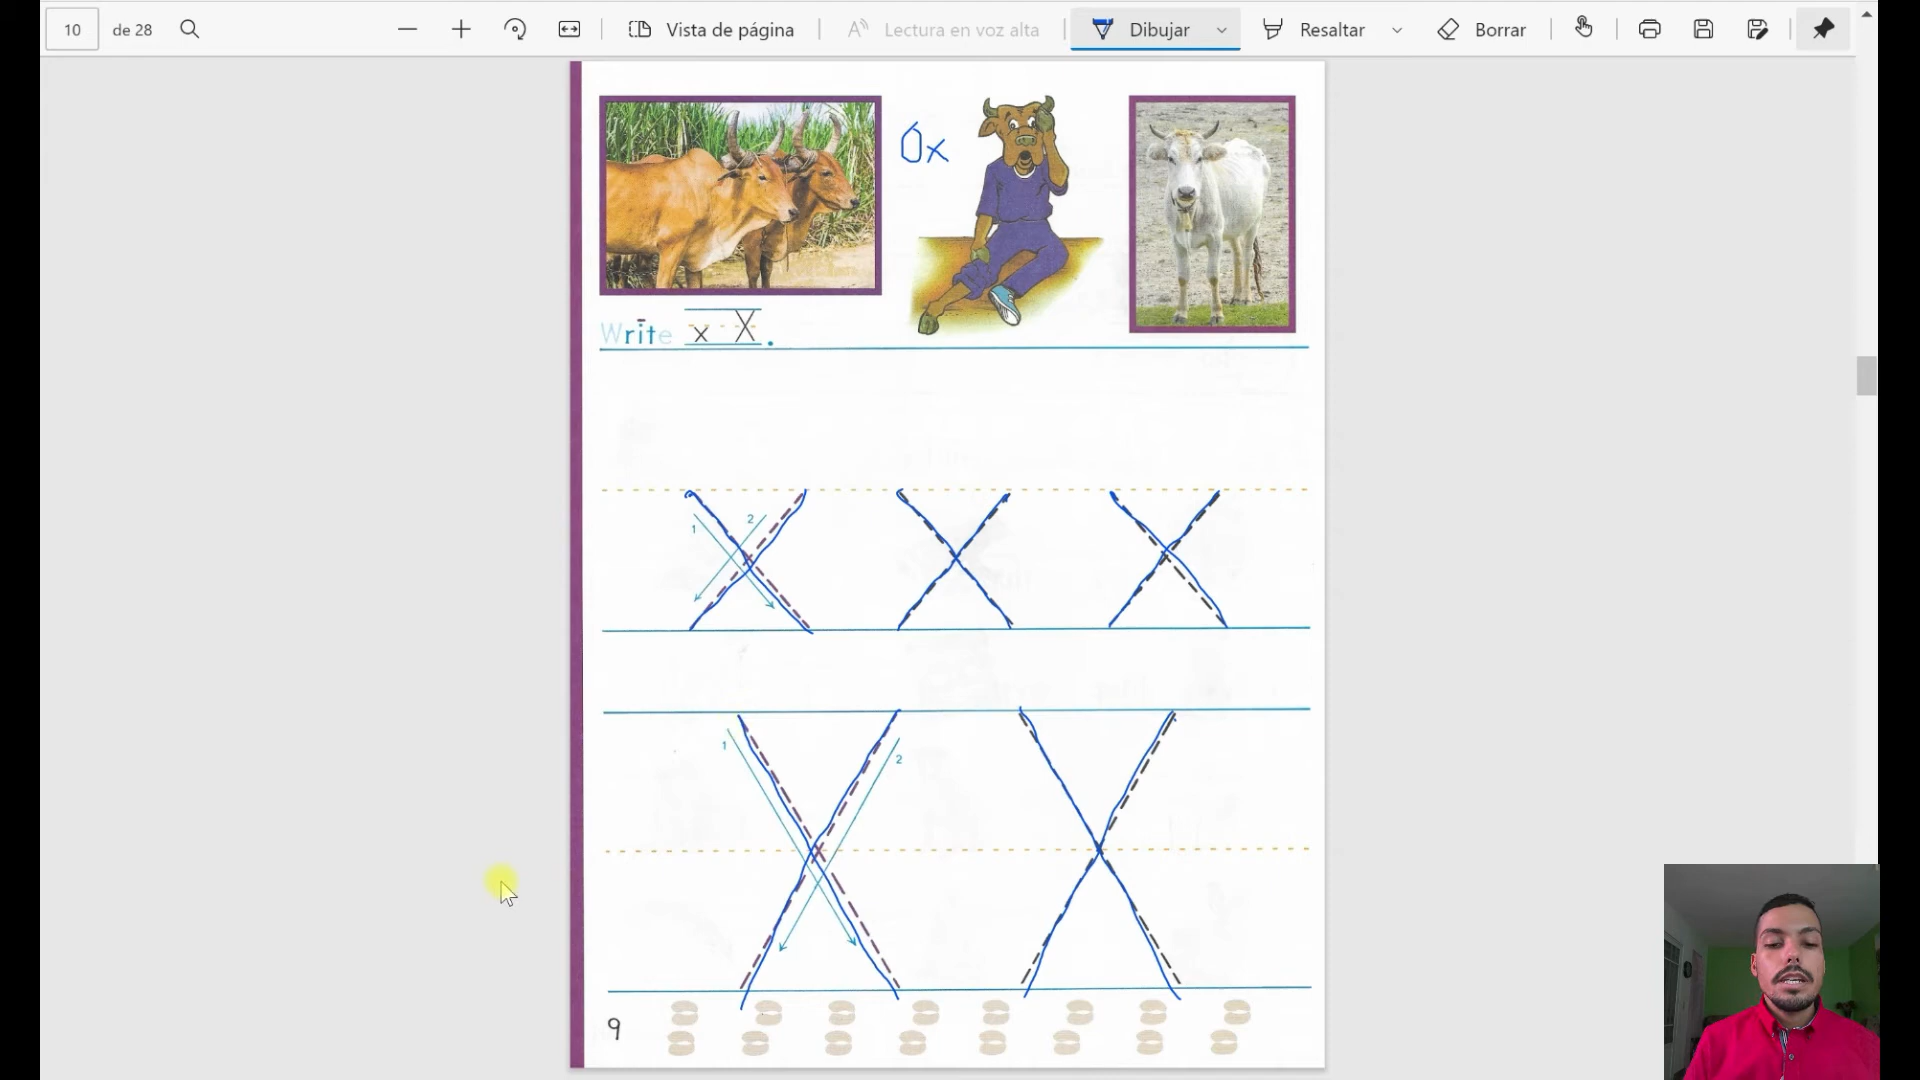 10 de 28 Vista de página Lectura en voz alta Dibujar Resaltar Borrar
Ox
Write x X.
1 2 x x x
1 2 X X
9